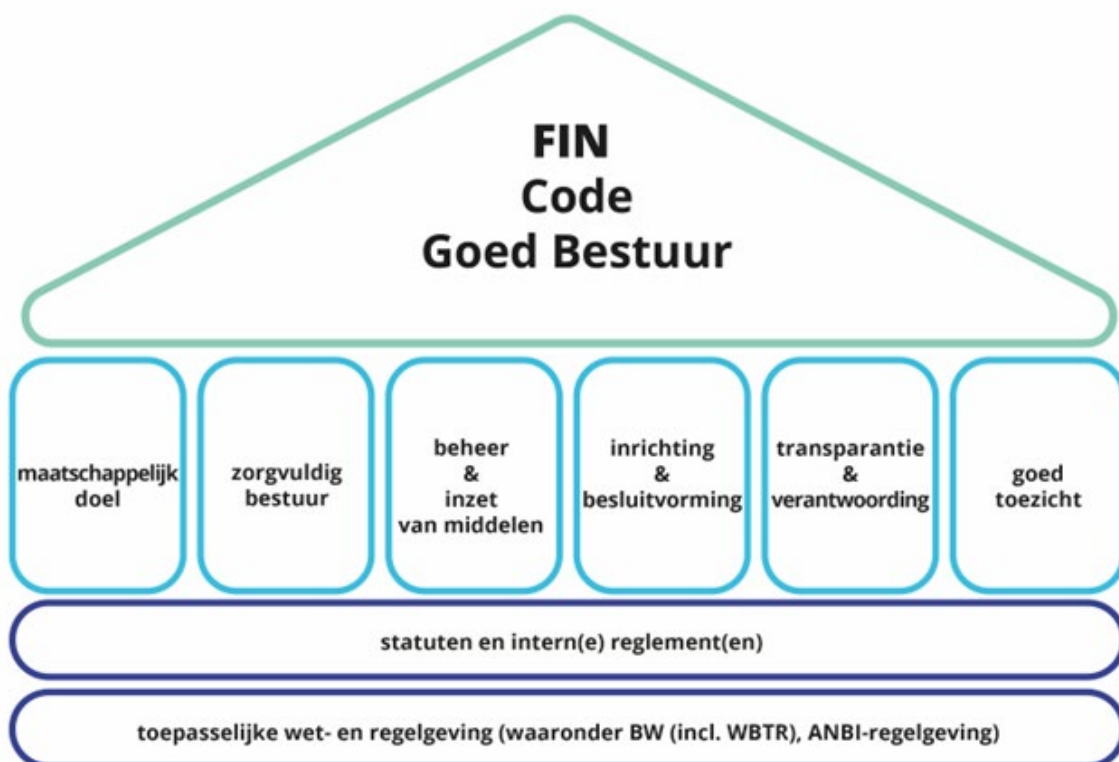 FIN
Code
Goed Bestuur
maatschappelijk
doel
zorgvuldig
bestuur
beheer
&
inzet
van middelen
inrichting
&
besluitvorming
transparantie
&
verantwoording
goed
toezicht
statuten en intern(e) reglement(en)
toepasselijke wet- en regelgeving (waaronder BW (incl. WBTR), ANBI-regelgeving)